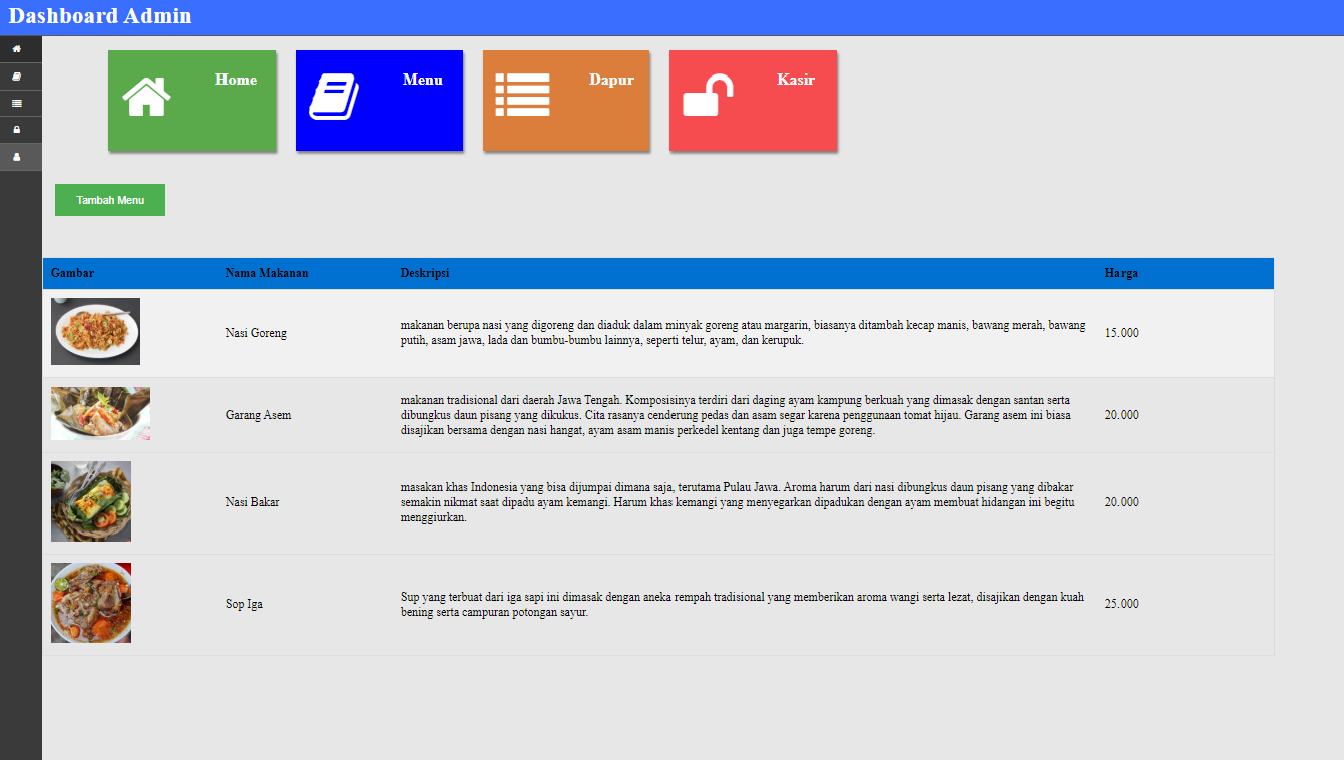 Dashboard Admin
Home
Menu
Dapur
Kasir
Tambah Menu
Gambar Nama Makanan Deskripsi Harga
Nasi Goreng
makanan berupa nasi yang digoreng dan diaduk dalam minyak goreng atau margarin, biasanya ditambah kecap manis, bawang merah, bawang
putih, asam jawa, lada dan bumbu-bumbu lainnya, seperti telur, ayam, dan kerupuk.
15.000
Garang Asem
makanan tradisional dari daerah Jawa Tengah. Komposisinya terdiri dari daging ayam kampung berkuah yang dimasak dengan santan serta
dibungkus daun pisang yang dikukus. Cita rasanya cenderung pedas dan asam segar karena penggunaan tomat hijau. Garang asem ini biasa
disajikan bersama dengan nasi hangat, ayam asam manis perkedel kentang dan juga tempe goreng.
20.000
Nasi Bakar
masakan khas Indonesia yang bisa dijumpai dimana saja, terutama Pulau Jawa. Aroma harum dari nasi dibungkus daun pisang yang dibakar
semakin nikmat saat dipadu ayam kemangi. Harum khas kemangi yang menyegarkan dipadukan dengan ayam membuat hidangan ini begitu
menggiurkan.
20.000
Sop Iga
Sup yang terbuat dari iga sapi ini dimasak dengan aneka rempah tradisional yang memberikan aroma wangi serta lezat, disajikan dengan kuah
bening serta campuran potongan sayur.
25.000